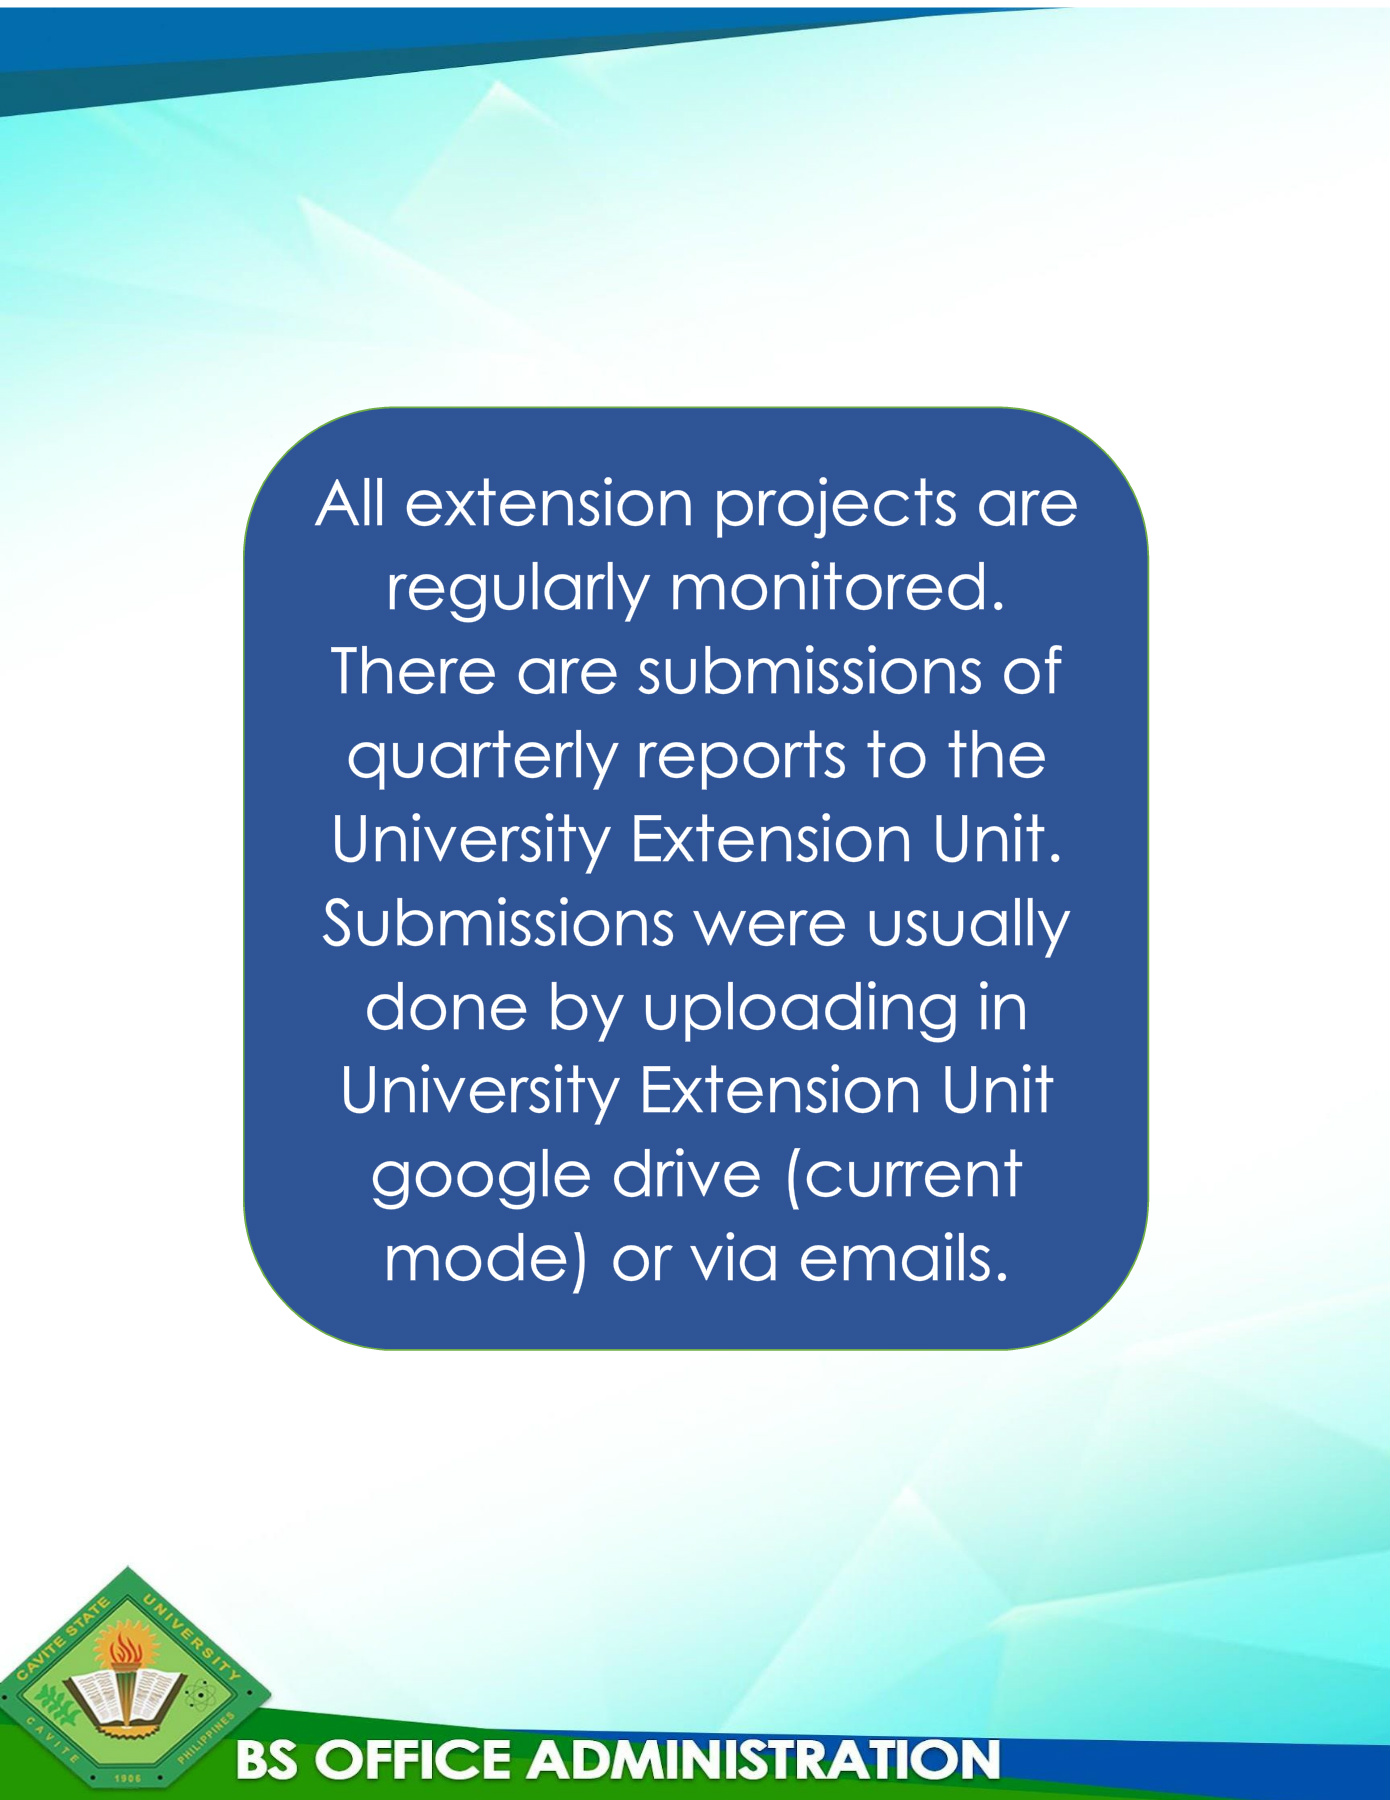 All extension projects are
regularly monitored.
There are submissions of
quarterly reports to the
University Extension Unit.
Submissions were usually
done by uploading in
University Extension Unit
google drive (current
mode) or via emails.
CAVITE STATE UNIVERSITY
CAVITE PHILIPPINES
1906
BS OFFICE ADMINISTRATION